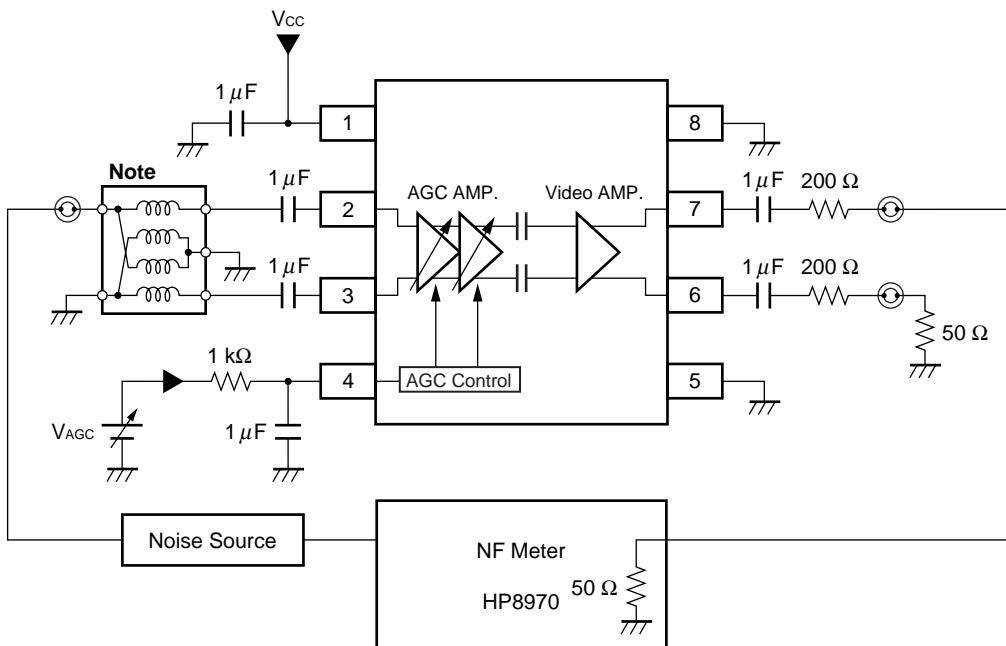 VCC
1 μF
1
8
Note
1 μF
2
AGC AMP.
Video AMP.
7
1 μF
200 Ω
1 μF
3
6
1 μF
200 Ω
50 Ω
1 kΩ
4
AGC Control
5
VAGC
1 μF
Noise Source
NF Meter
HP8970
50 Ω